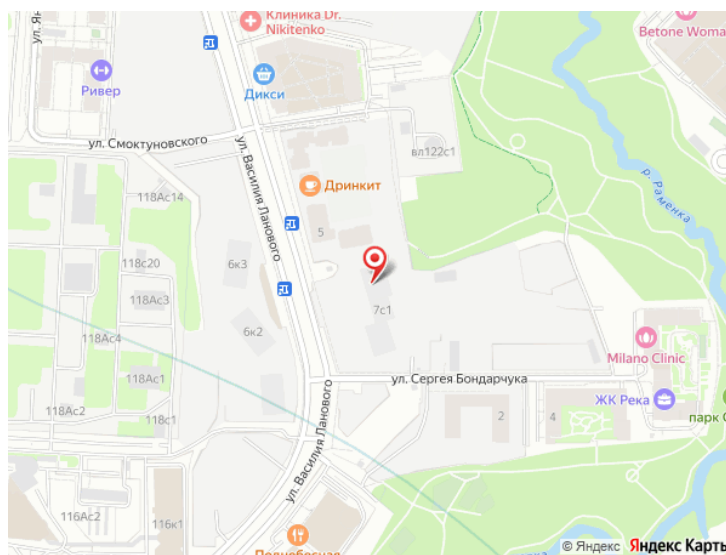 Клиника Dr.
Nikitenko
Betone Woma
Ривер
Дикси
ул. Смоктуновского
вл122с1
р. Раменка
ул. Василия Ланового
118Ас14
Дринкит
5
118с20
6к3
118Ас3
7с1
118Ас4
6к2
Milano Clinic
118Ас1
ул. Сергея Бондарчука
118Ас2
118с1
ЖК Река
2
4
парк
ул. Василия Ланового
116Ас2
116к1
Поднебесная
© Яндекс Яндекс Карты